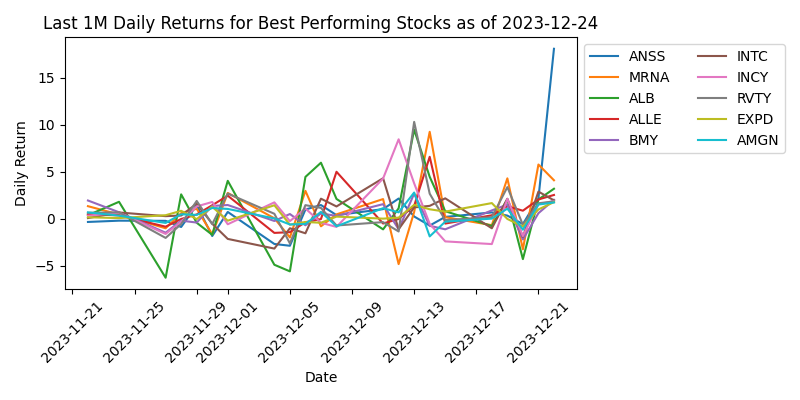 Last 1M Daily Returns for Best Performing Stocks as of 2023-12-24
Daily Return
15
10
5
0
−5
2023-11-21
2023-11-25
2023-11-29
2023-12-01
2023-12-05
2023-12-09
2023-12-13
2023-12-17
2023-12-21
Date
ANSS
MRNA
ALB
ALLE
BMY
INTC
INCY
RVTY
EXPD
AMGN